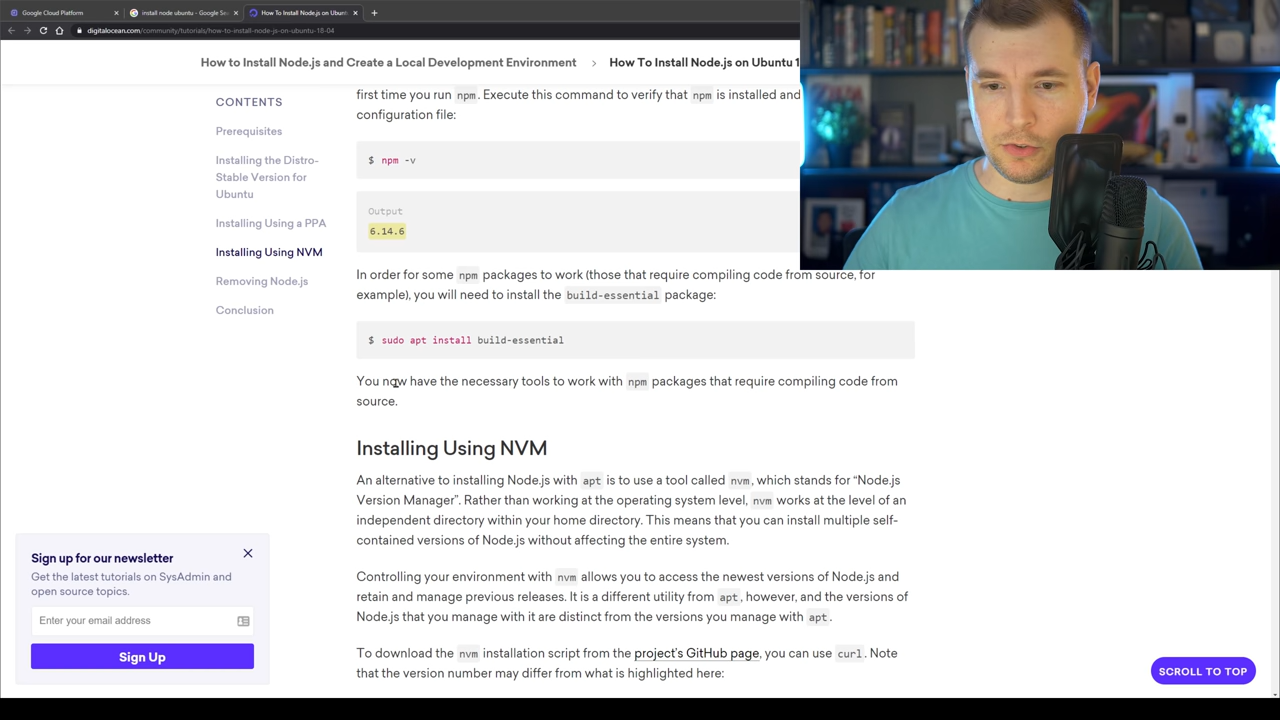 Google Cloud Platform
install node ubuntu - Google Se
How To Install Node.js on Ubuntu
digitalocean.com/community/tutorials/how-to-install-node-js-on-ubuntu-18-04
How to Install Node.js and Create a Local Development Environment > How To Install Node.js on Ubuntu 1
CONTENTS
Prerequisites
Installing the Distro-
Stable Version for
Ubuntu
Installing Using a PPA
Installing Using NVM
Removing Node.js
Conclusion
first time you run npm. Execute this command to verify that npm is installed and
configuration file:
$ npm -v
Output
6.14.6
In order for some npm packages to work (those that require compiling code from source, for
example), you will need to install the build-essential package:
$ sudo apt install build-essential
You now have the necessary tools to work with npm packages that require compiling code from
source.
Installing Using NVM
An alternative to installing Node.js with apt is to use a tool called nvm, which stands for “Node.js
Version Manager”. Rather than working at the operating system level, nvm works at the level of an
independent directory within your home directory. This means that you can install multiple self-
contained versions of Node.js without affecting the entire system.
Controlling your environment with nvm allows you to access the newest versions of Node.js and
retain and manage previous releases. It is a different utility from apt, however, and the versions of
Node.js that you manage with it are distinct from the versions you manage with apt.
To download the nvm installation script from the project’s GitHub page, you can use curl. Note
that the version number may differ from what is highlighted here:
Sign up for our newsletter
Get the latest tutorials on SysAdmin and
open source topics.
Enter your email address
Sign Up
SCROLL TO TOP